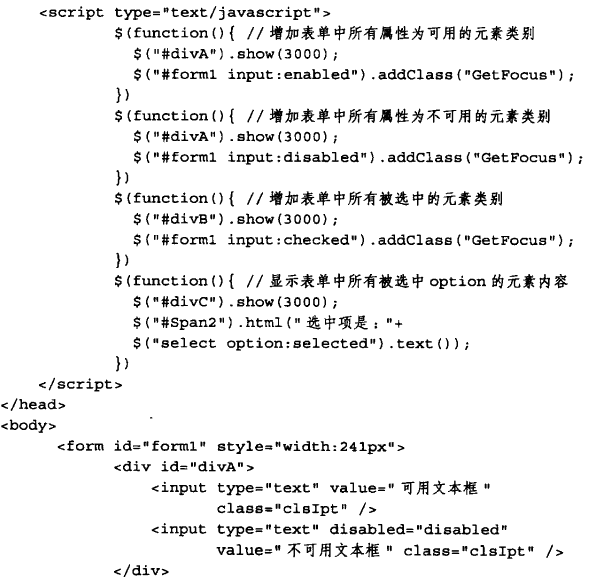 <script type="text/javascript">
$(function(){ //增加表单中所有属性为可用的元素类别
$("#divA").show(3000);
$("#form1 input:enabled").addClass("GetFocus");
})
$(function(){ //增加表单中所有属性为不可用的元素类别
$("#divA").show(3000);
$("#form1 input:disabled").addClass("GetFocus");
})
$(function(){ //增加表单中所有被选中的元素类别
$("#divB").show(3000);
$("#form1 input:checked").addClass("GetFocus");
})
$(function(){ //显示表单中所有被选中 option 的元素内容
$("#divC").show(3000);
$("#Span2").html("选中项是："+
$("select option:selected").text());
})
</script>
</head>
<body>
<form id="form1" style="width:241px">
<div id="divA">
<input type="text" value="可用文本框"
class="clsIpt" />
<input type="text" disabled="disabled"
value="不可用文本框" class="clsIpt" />
</div>